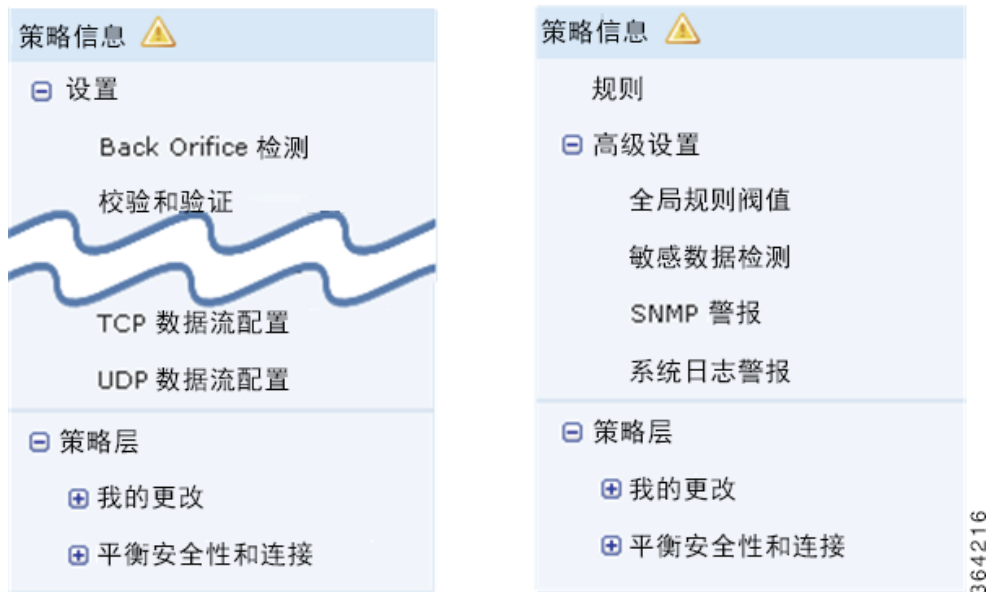 策略信息
设置
Back Orifice 检测
校验和验证
TCP 数据流配置
UDP 数据流配置
策略层
我的更改
平衡安全性和连接
策略信息
规则
高级设置
全局规则阀值
敏感数据检测
SNMP 警报
系统日志警报
策略层
我的更改
平衡安全性和连接
364216